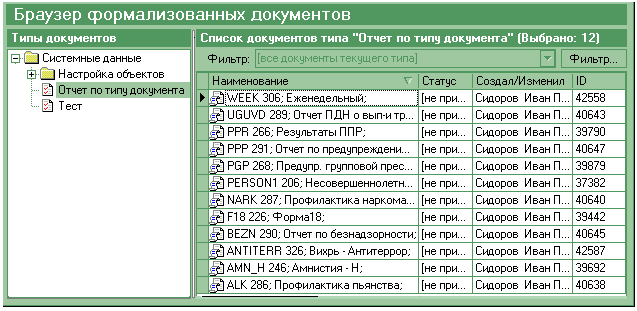 Браузер формализованных документов
Типы документов
Системные данные
Настройка объектов
Отчет по типу документа
Тест
Список документов типа "Отчет по типу документа" (Выбрано: 12)
Фильтр: [все документы текущего типа] Фильтр...
Наименование Статус Создал/Изменил ID
WEEK 306; Еженедельный; [не при... Сидоров Иван П... 42558
UGUVD 289; Отчет ПДН о вып-и тр... [не при... Сидоров Иван П... 40643
PPR 266; Результаты ППР; [не при... Сидоров Иван П... 39790
PPP 291; Отчет по предупреждени... [не при... Сидоров Иван П... 40647
PGP 268; Предупр. групповой прес... [не при... Сидоров Иван П... 39879
PERSON1 206; Несовершеннолетн... [не при... Сидоров Иван П... 37382
NARK 287; Профилактика наркома... [не при... Сидоров Иван П... 40640
F18 226; Форма18; [не при... Сидоров Иван П... 39442
BEZN 290; Отчет по безнадзорности; [не при... Сидоров Иван П... 40645
ANTITERR 326; Вихрь - Антитеррор; [не при... Сидоров Иван П... 42587
AMN_H 246; Амнистия - Н; [не при... Сидоров Иван П... 39692
ALK 286; Профилактика пьянства; [не при... Сидоров Иван П... 40638